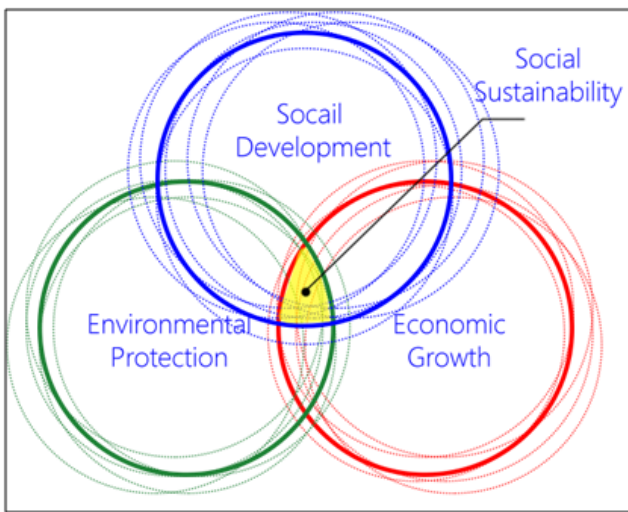 Social
Sustainability
Socail
Development
Environmental
Protection
Economic
Growth